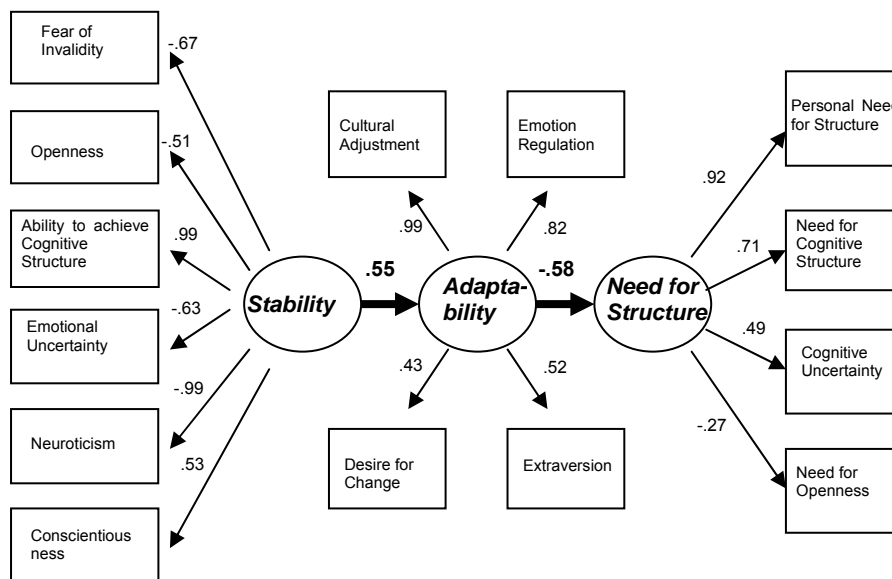 Fear of
Invalidity
-.67
Openness
-.51
Ability to achieve
Cognitive
Structure
.99
Emotional
Uncertainty
-.63
Neuroticism
-.99
Conscientious
ness
.53
Stability
.55
Cultural
Adjustment
.99
Emotion
Regulation
.82
Adapta-
bility
-.58
.43
Desire for
Change
.52
Extraversion
Need for
Structure
Personal Need
for Structure
.92
Need for
Cognitive
Structure
.71
Cognitive
Uncertainty
.49
Need for
Openness
-.27